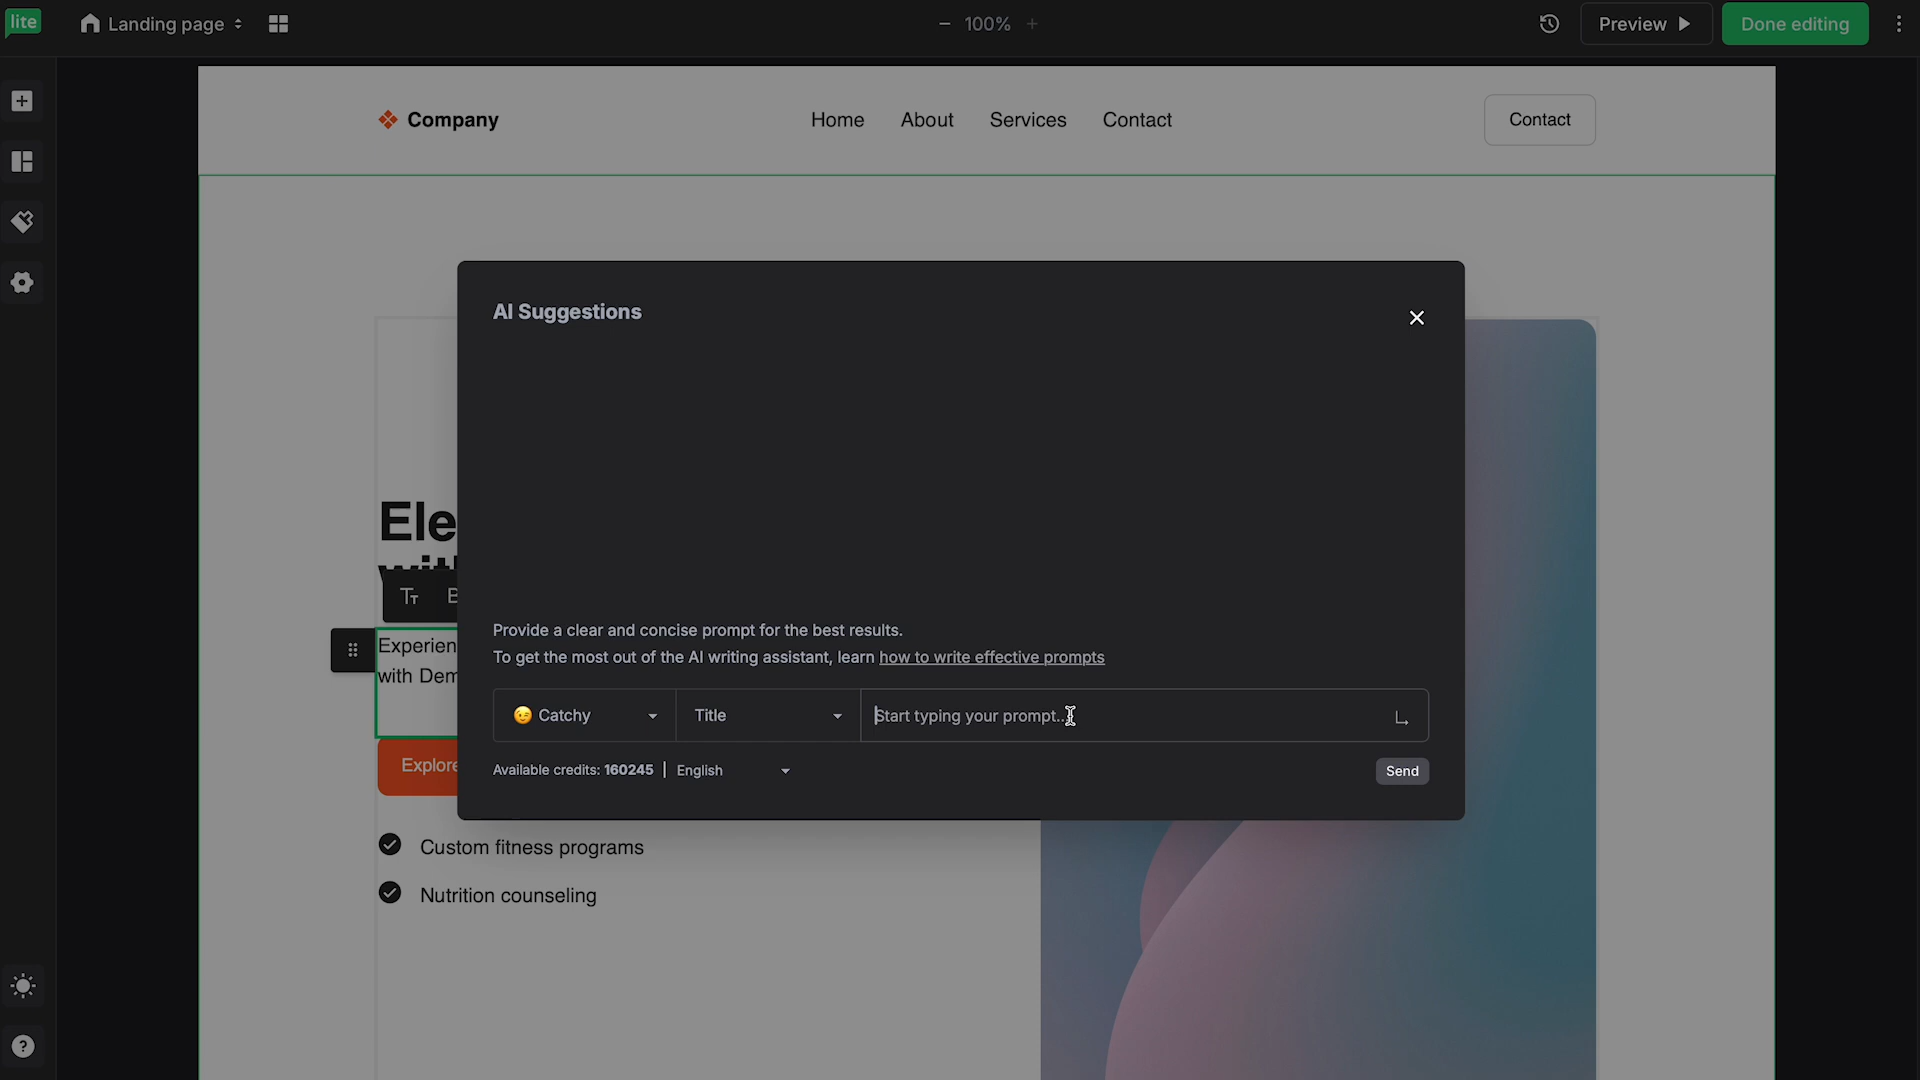 lite
Landing page
100%
Preview
Done editing
Company
Home
About
Services
Contact
Contact
AI Suggestions
Ele
B
Experien
with Dem
Provide a clear and concise prompt for the best results.
To get the most out of the AI writing assistant, learn how to write effective prompts
Catchy
Title
Start typing your prompt...
Explore
Available credits: 160245 | English
Send
Custom fitness programs
Nutrition counseling